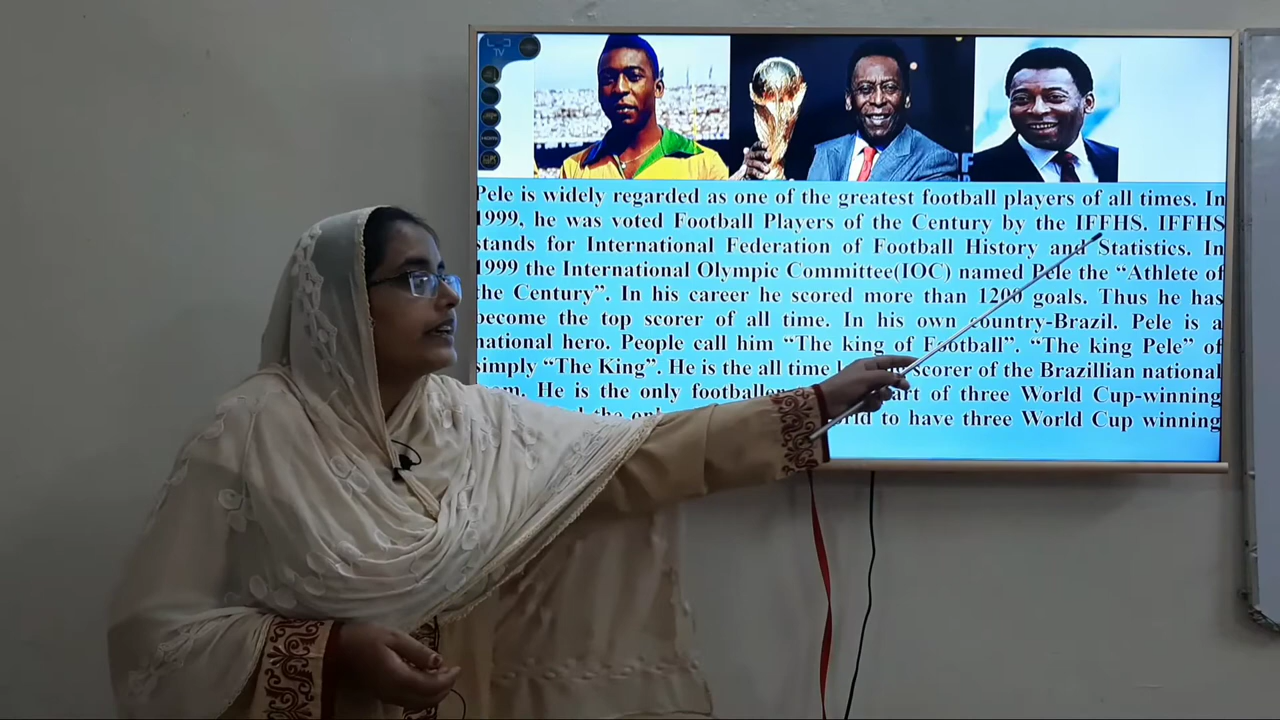 TV
Pele is widely regarded as one of the greatest football players of all times. In
1999, he was voted Football Players of the Century by the IFFHS. IFFHS
stands for International Federation of Football History and Statistics. In
1999 the International Olympic Committee(IOC) named Pele the “Athlete of
the Century”. In his career he scored more than 1200 goals. Thus he has
become the top scorer of all time. In his own country-Brazil. Pele is a
national hero. People call him “The king of Football”. “The king Pele” of
simply “The King”. He is the all time scorer of the Brazillian national
He is the only footballer of three World Cup-winning
the to have three World Cup winning